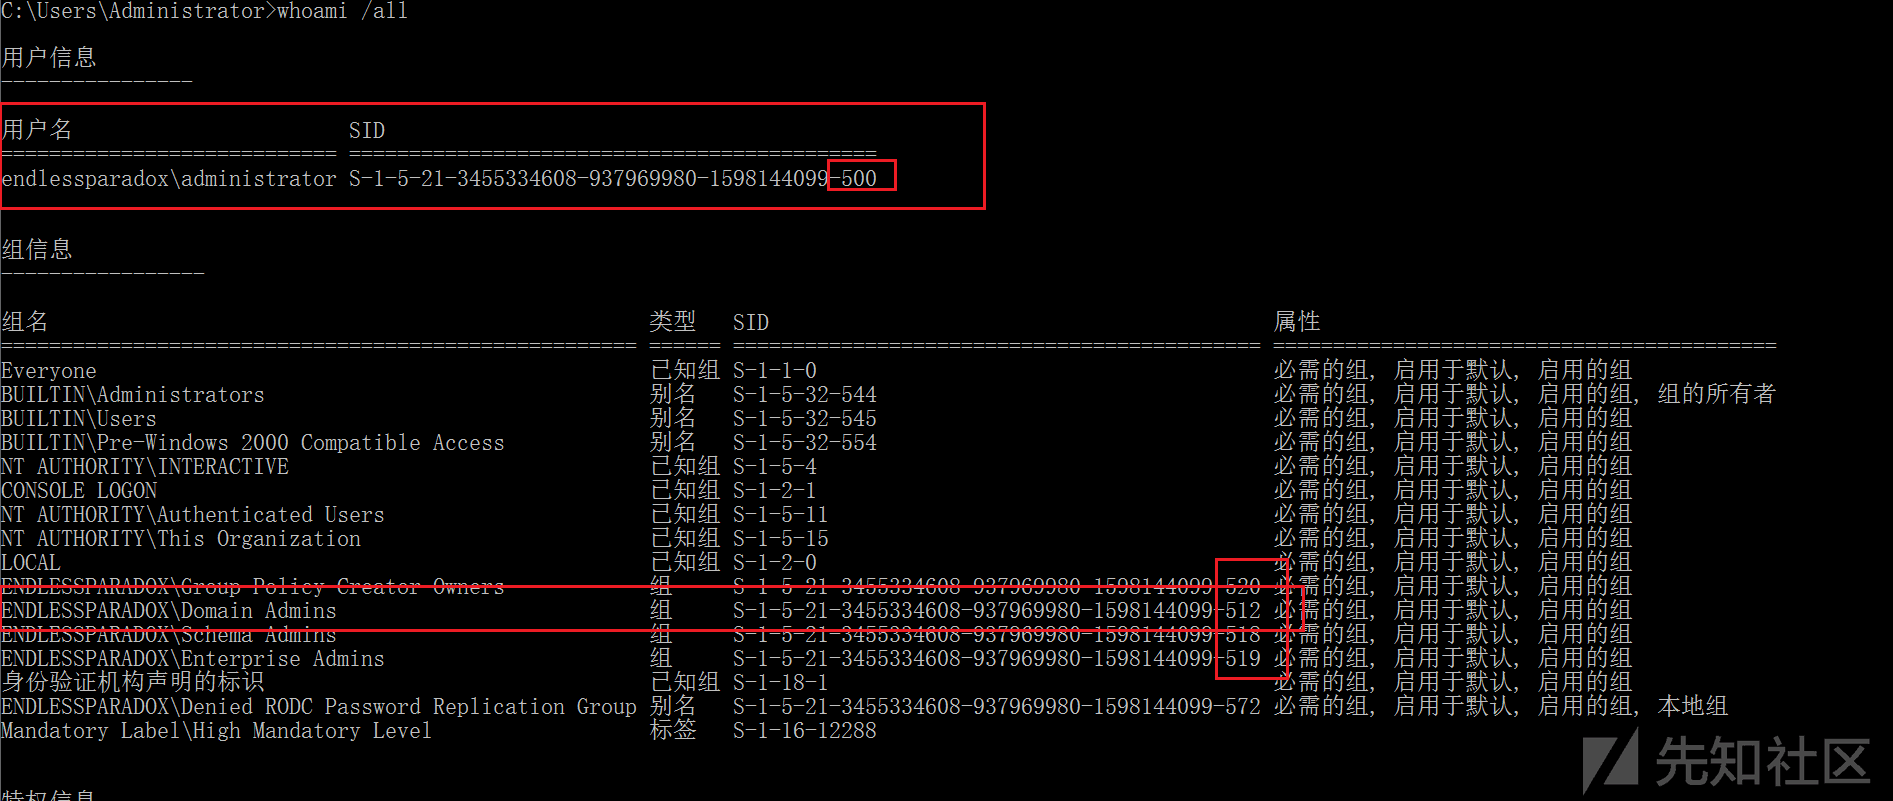 C:\Users\Administrator>whoami /all
用户信息
----------------
用户名 SID
============================ ============================================
endlessparadox\administrator S-1-5-21-3455334608-937969980-1598144099-500
组信息
-----------------
组名 类型 SID 属性
===================================================== ====== ============================================ ==========================================
Everyone 已知组 S-1-1-0 必需的组, 启用于默认, 启用的组
BUILTIN\Administrators 别名 S-1-5-32-544 必需的组, 启用于默认, 启用的组, 组的所有者
BUILTIN\Users 别名 S-1-5-32-545 必需的组, 启用于默认, 启用的组
BUILTIN\Pre-Windows 2000 Compatible Access 别名 S-1-5-32-554 必需的组, 启用于默认, 启用的组
NT AUTHORITY\INTERACTIVE 已知组 S-1-5-4 必需的组, 启用于默认, 启用的组
CONSOLE LOGON 已知组 S-1-2-1 必需的组, 启用于默认, 启用的组
NT AUTHORITY\Authenticated Users 已知组 S-1-5-11 必需的组, 启用于默认, 启用的组
NT AUTHORITY\This Organization 已知组 S-1-5-15 必需的组, 启用于默认, 启用的组
LOCAL 已知组 S-1-2-0 必需的组, 启用于默认, 启用的组
ENDLESSPARADOX\Group Policy Creator Owners 组 S-1-5-21-3455334608-937969980-1598144099-520 必需的组, 启用于默认, 启用的组
ENDLESSPARADOX\Domain Admins 组 S-1-5-21-3455334608-937969980-1598144099-512 必需的组, 启用于默认, 启用的组
ENDLESSPARADOX\Schema Admins 组 S-1-5-21-3455334608-937969980-1598144099-518 必需的组, 启用于默认, 启用的组
ENDLESSPARADOX\Enterprise Admins 组 S-1-5-21-3455334608-937969980-1598144099-519 必需的组, 启用于默认, 启用的组
身份验证机构声明的标识 已知组 S-1-18-1 必需的组, 启用于默认, 启用的组
ENDLESSPARADOX\Denied RODC Password Replication Group 别名 S-1-5-21-3455334608-937969980-1598144099-572 必需的组, 启用于默认, 启用的组, 本地组
Mandatory Label\High Mandatory Level 标签 S-1-16-12288
特权信息
先知社区